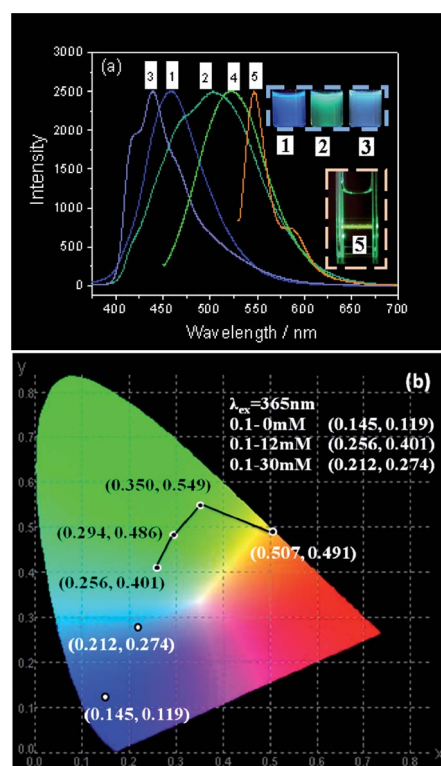 (a)
3 1 2 4 5
3000
2500
2000
1500
1000
500
0
Intensity
1 2 3
5
400 450 500 550 600 650 700
Wavelength / nm
(b)
y
λex=365nm
0.1- 0mM (0.145, 0.119)
0.1-12mM (0.256, 0.401)
0.1-30mM (0.212, 0.274)
0.8
0.7
0.6
0.5
0.4
0.3
0.2
0.1
0.0
(0.350, 0.549)
(0.294, 0.486)
(0.507, 0.491)
(0.256, 0.401)
(0.212, 0.274)
(0.145, 0.119)
0.0 0.1 0.2 0.3 0.4 0.5 0.6 0.7 0.8
x